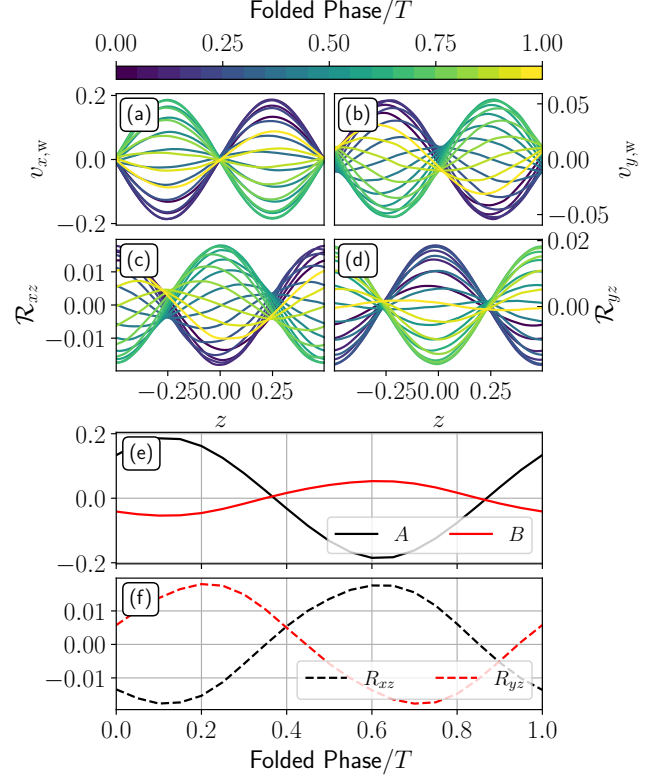 Folded Phase/T
0.00 0.25 0.50 0.75 1.00
(a) (b)
0.2 0.0 −0.2
v_{x,w}
0.05 0.00 −0.05
v_{y,w}
(c) (d)
0.01 0.00 −0.01
\mathcal{R}_{xz}
0.02 0.00
\mathcal{R}_{yz}
−0.25 0.00 0.25
−0.25 0.00 0.25
z z
(e)
0.2 0.0 −0.2
A B
(f)
0.01 0.00 −0.01
R_{xz} R_{yz}
0.0 0.2 0.4 0.6 0.8 1.0
Folded Phase/T